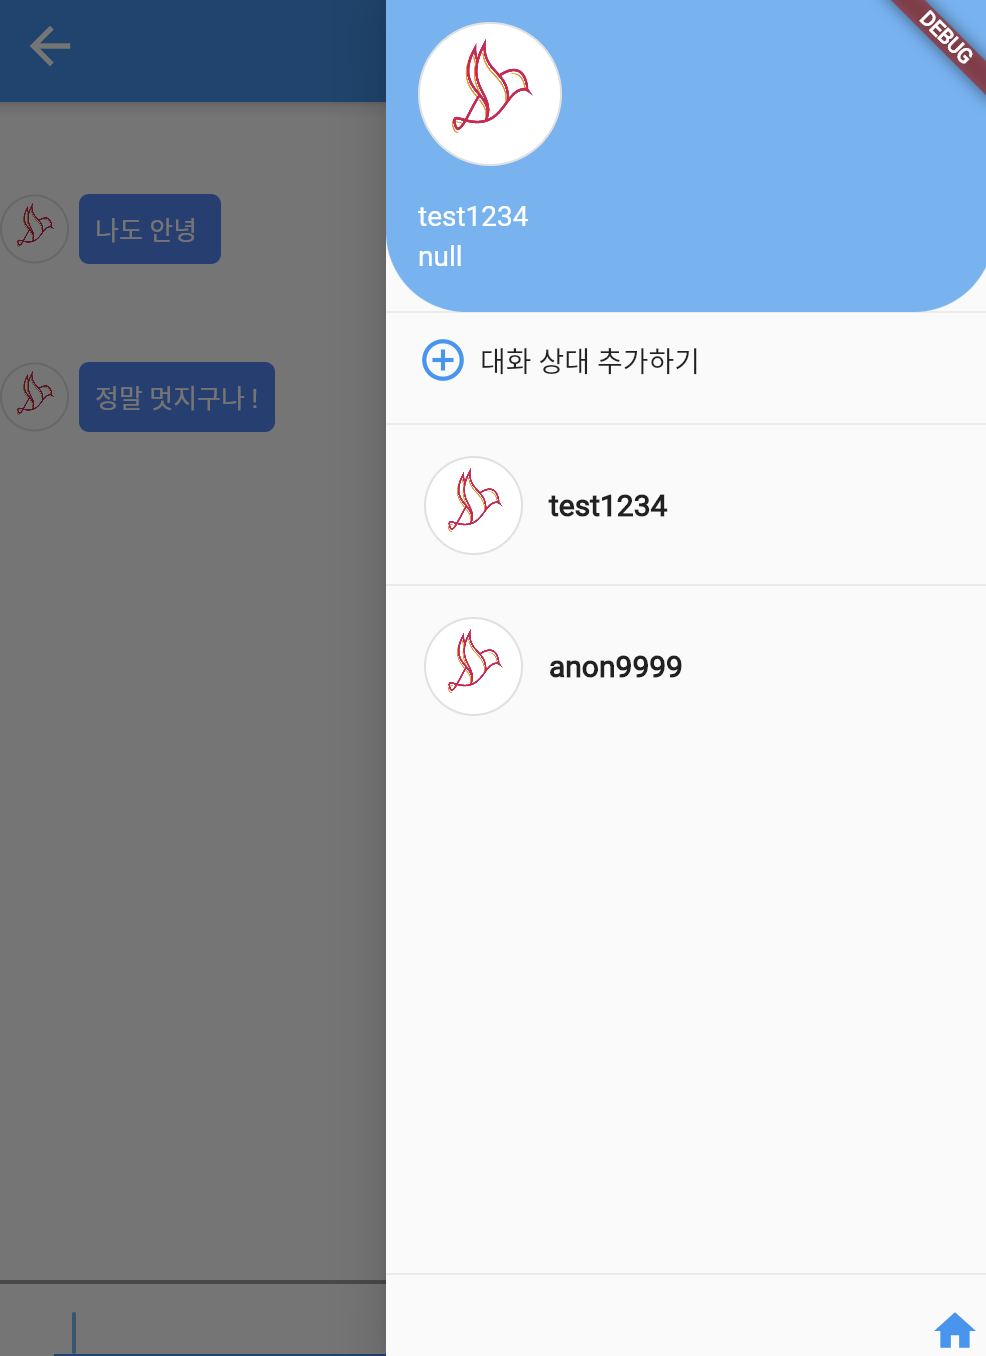 DEBUG
나도 안녕
정말 멋지구나 !
test1234
null
대화 상대 추가하기
test1234
anon9999